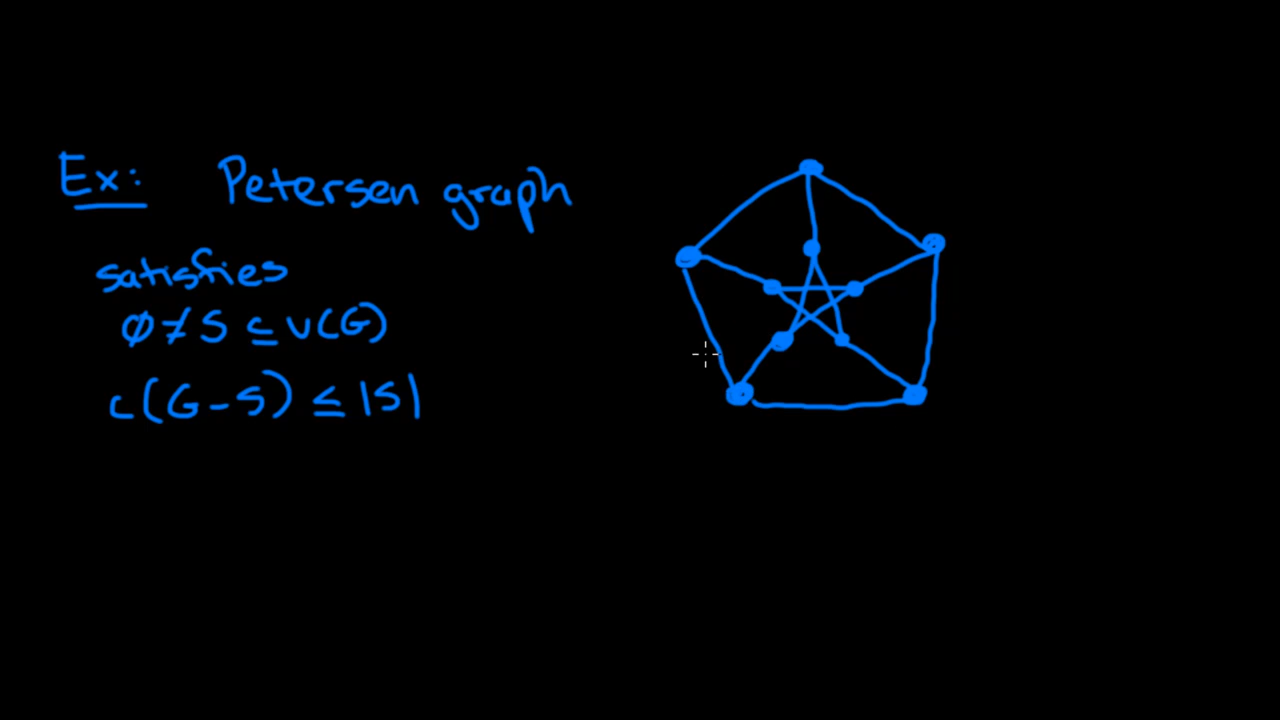 Ex: Petersen graph
satisfies
∅ ≠ S ⊆ V(G)
c(G-S) ≤ |S|